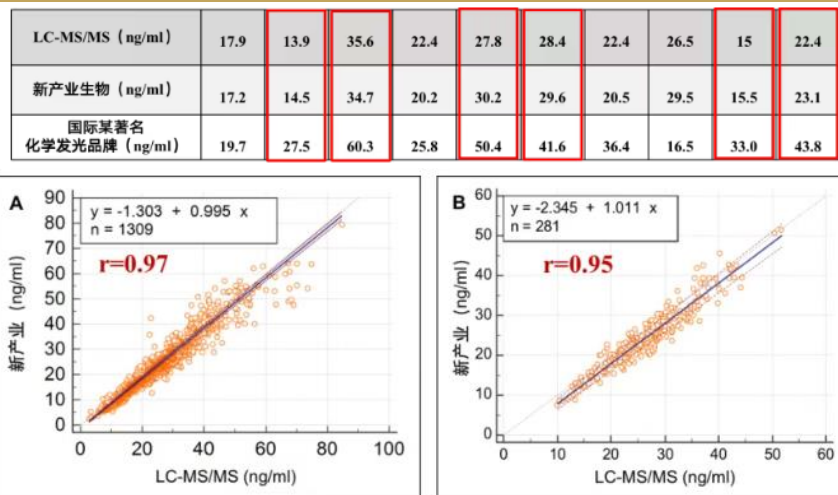 LC-MS/MS（ng/ml） 17.9 13.9 35.6 22.4 27.8 28.4 22.4 26.5 15 22.4
新产业生物（ng/ml） 17.2 14.5 34.7 20.2 30.2 29.6 20.5 29.5 15.5 23.1
国际某著名
化学发光品牌（ng/ml） 19.7 27.5 60.3 25.8 50.4 41.6 36.4 16.5 33.0 43.8
A
y = -1.303 + 0.995 x
n = 1309
r=0.97
新产业 (ng/ml)
90
80
70
60
50
40
30
20
10
0
0 20 40 60 80 100
LC-MS/MS (ng/ml)
B
y = -2.345 + 1.011 x
n = 281
r=0.95
新产业 (ng/ml)
60
50
40
30
20
10
0
0 10 20 30 40 50 60
LC-MS/MS (ng/ml)